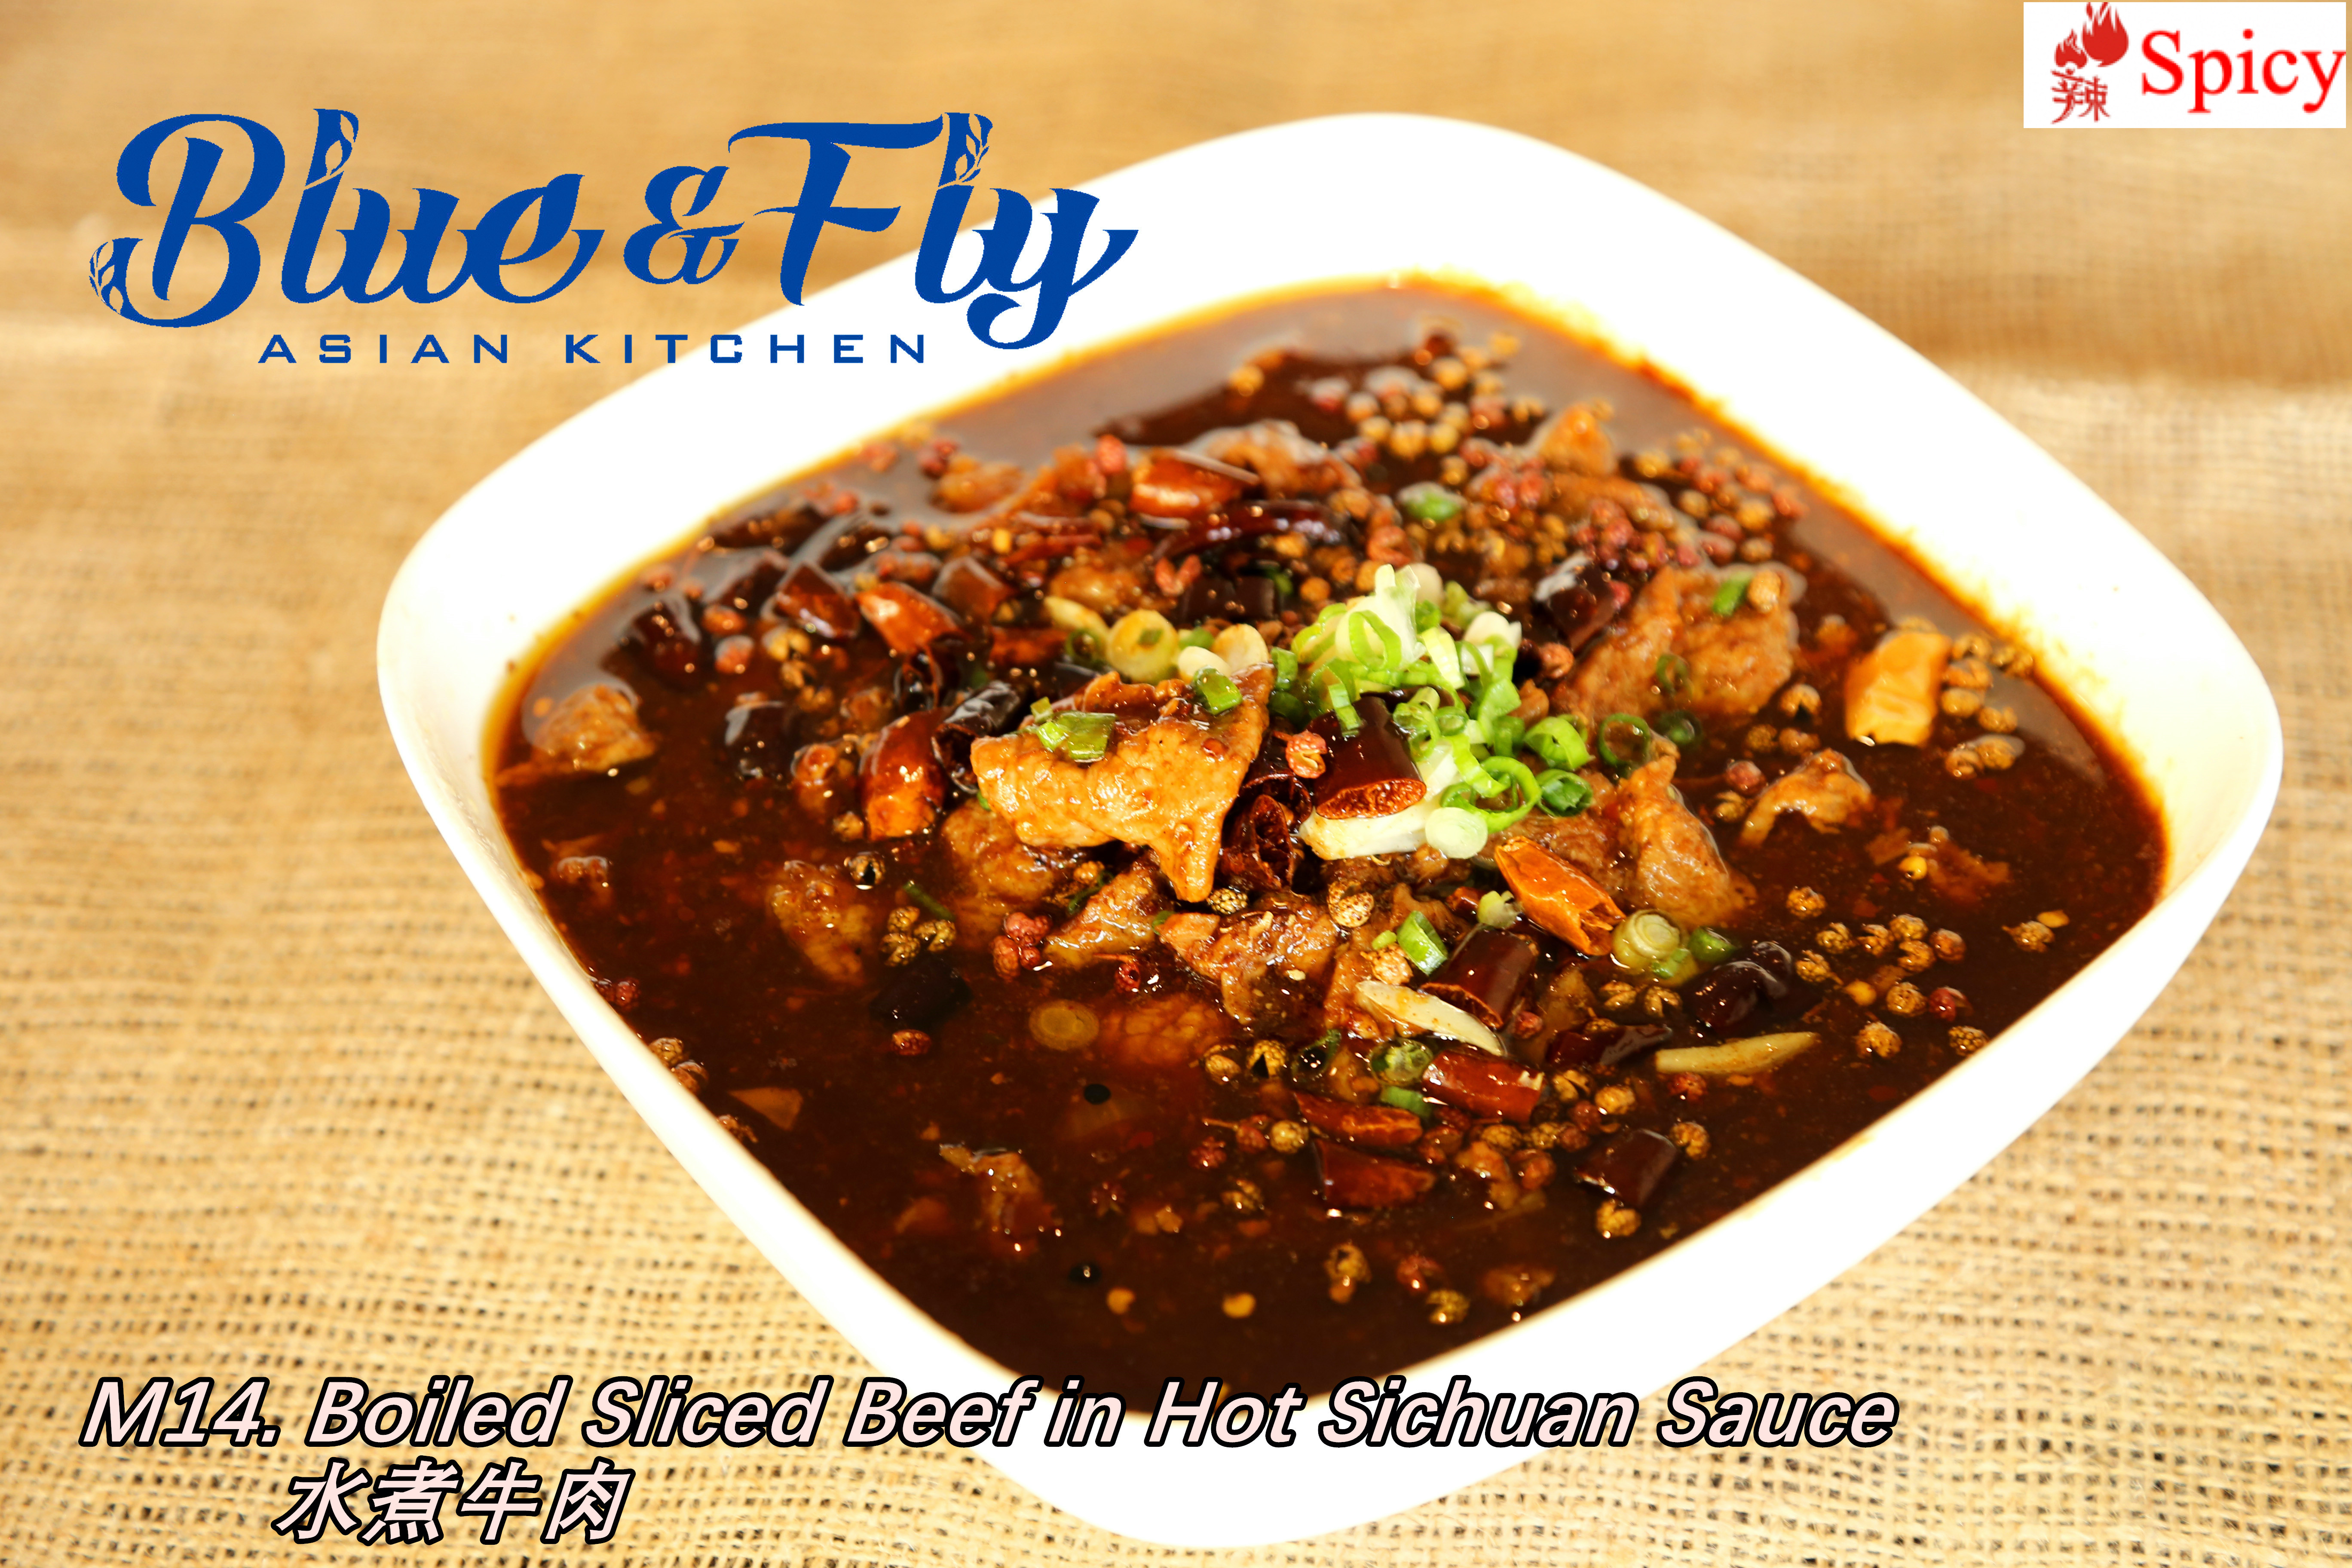 辣 Spicy
Blue & Fly
ASIAN KITCHEN
M14. Boiled Sliced Beef in Hot Sichuan Sauce
水煮牛肉